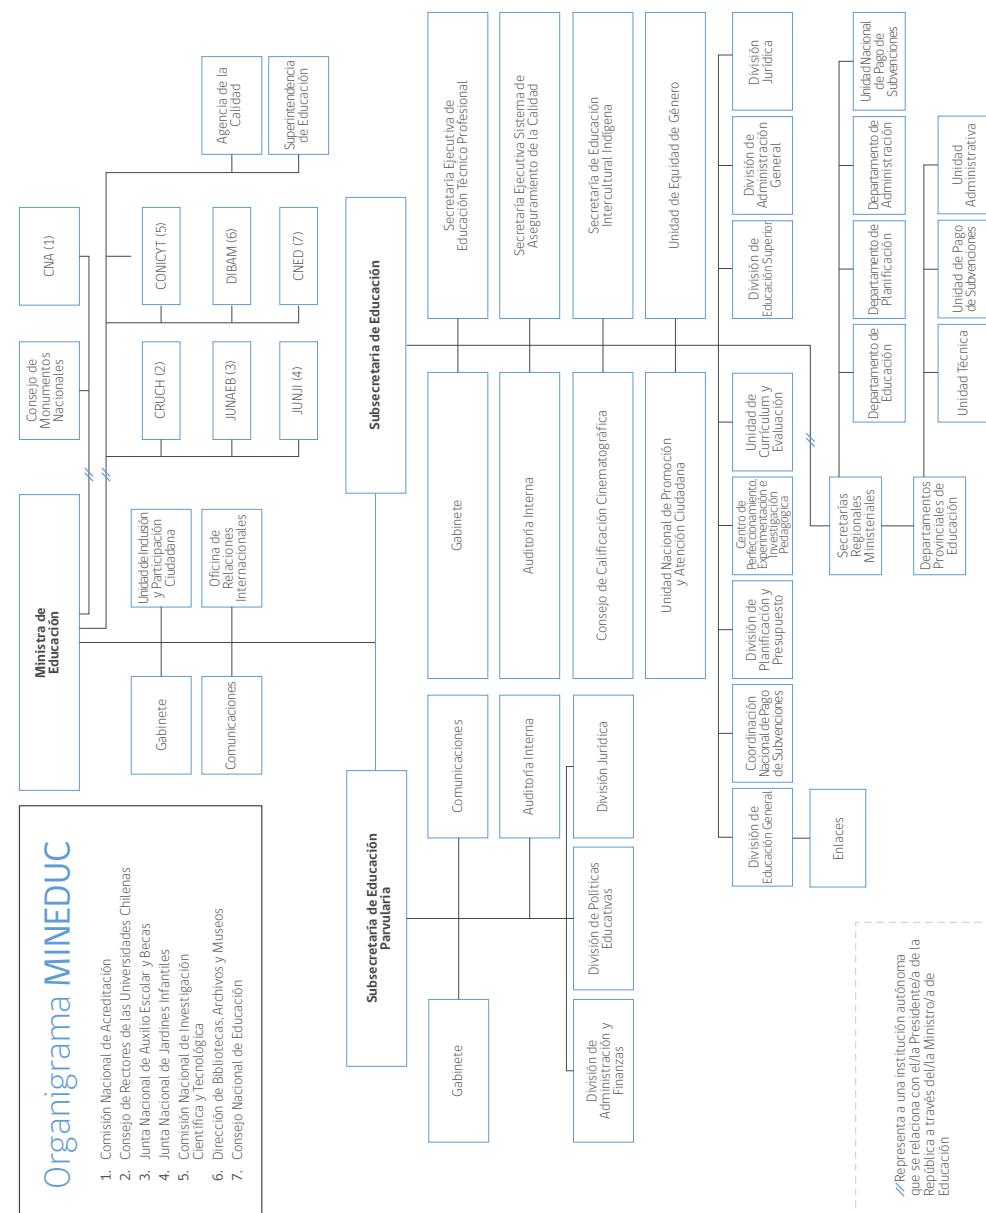 Organigrama MINEDUC
1. Comisión Nacional de Acreditación
2. Consejo de Rectores de las Universidades Chilenas
3. Junta Nacional de Auxilio Escolar y Becas
4. Junta Nacional de Jardines Infantiles
5. Comisión Nacional de Investigación
Científica y Tecnológica
6. Dirección de Bibliotecas, Archivos y Museos
7. Consejo Nacional de Educación
Ministra de
Educación
Consejo de
Monumentos
Nacionales
CNA (1)
Gabinete
Unidad de Inclusión
y Participación
Ciudadana
CRUCH (2)
CONICYT (5)
Comunicaciones
Oficina de
Relaciones
Internacionales
JUNAEB (3)
DIBAM (6)
Agencia de la
Calidad
JUNJI (4)
CNED (7)
Superintendencia
de Educación
Subsecretaría de Educación
Parvularia
Subsecretaria de Educación
Gabinete
Comunicaciones
Auditoría Interna
División de
Administración y
Finanzas
División de Políticas
Educativas
División Jurídica
Gabinete
Secretaría Ejecutiva de
Educación Técnico Profesional
Auditoría Interna
Secretaría Ejecutiva Sistema de
Aseguramiento de la Calidad
Consejo de Calificación Cinematográfica
Secretaría de Educación
Intercultural Indígena
Unidad Nacional de Promoción
y Atención Ciudadana
Unidad de Equidad de Género
División de
Educación General
Coordinación
Nacional de Pago
de Subvenciones
División de
Planificación y
Presupuesto
Centro de
Perfeccionamiento,
Experimentación e
Investigación
Pedagógica
Unidad de
Currículum y
Evaluación
División de
Educación Superior
División de
Administración
General
División
Jurídica
Enlaces
Secretarías
Regionales
Ministeriales
Departamento de
Educación
Departamento de
Planificación
Departamento de
Administración
Unidad Nacional
de Pago de
Subvenciones
Departamentos
Provinciales de
Educación
Unidad Técnica
Unidad de Pago
de Subvenciones
Unidad
Administrativa
// Representa a una institución autónoma
que se relaciona con el/la Presidente/a de la
República a través del/la Ministro/a de
Educación